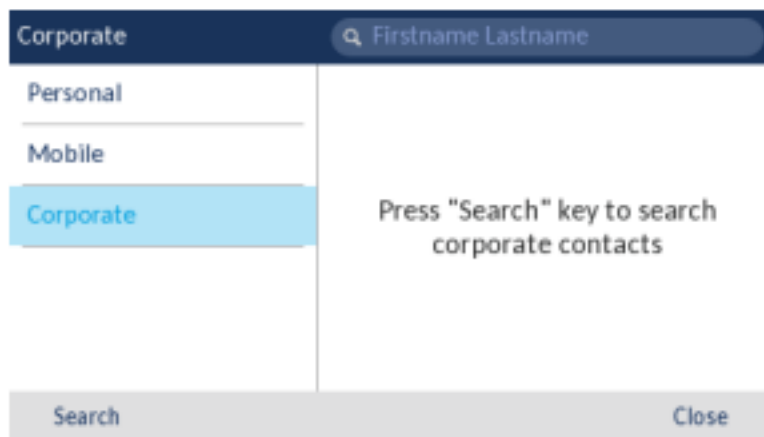 Corporate
Firstname Lastname
Personal
Mobile
Corporate
Press "Search" key to search
corporate contacts
Search
Close